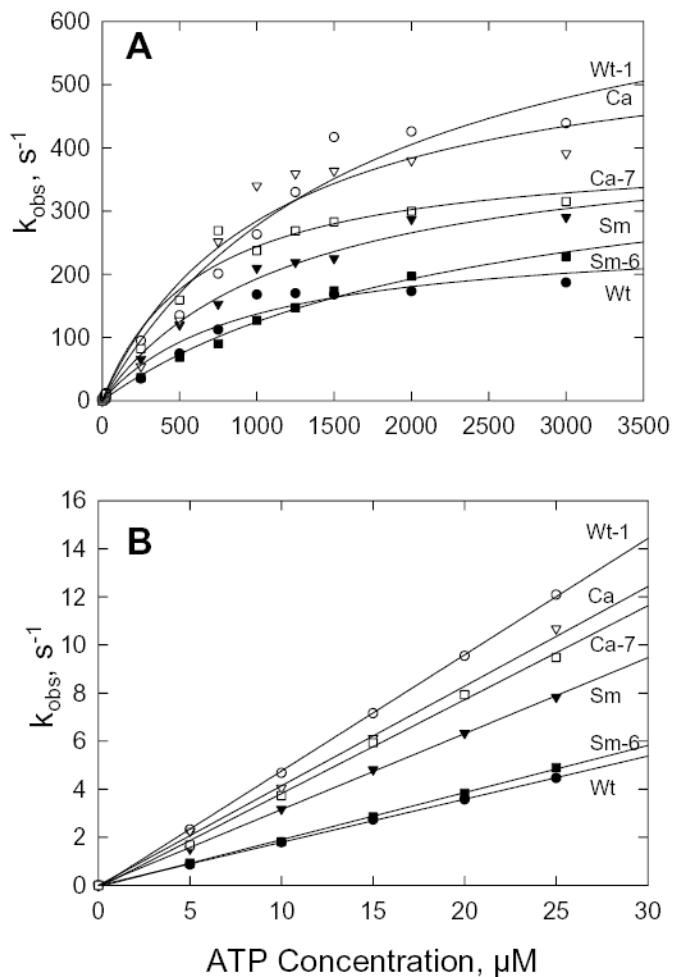 A
600
500
400
300
200
100
0
k_obs, s⁻¹
Wt-1
Ca
Ca-7
Sm
Sm-6
Wt
0 500 1000 1500 2000 2500 3000 3500
B
16
14
12
10
8
6
4
2
0
k_obs, s⁻¹
Wt-1
Ca
Ca-7
Sm
Sm-6
Wt
0 5 10 15 20 25 30
ATP Concentration, µM